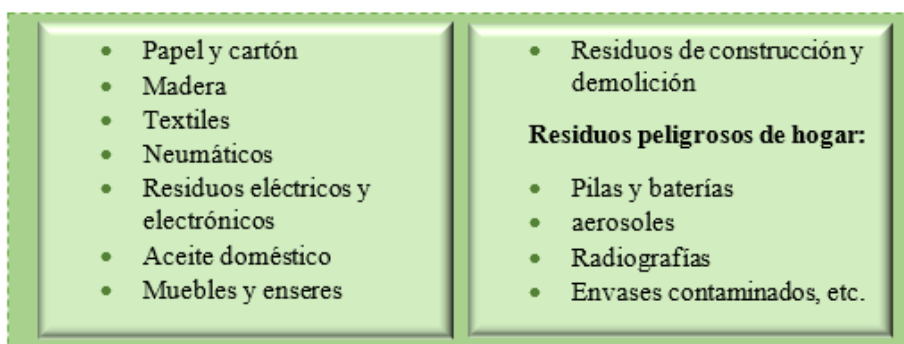 • Papel y cartón
• Madera
• Textiles
• Neumáticos
• Residuos eléctricos y
electrónicos
• Aceite doméstico
• Muebles y enseres
• Residuos de construcción y
demolición
Residuos peligrosos de hogar:
• Pilas y baterías
• aerosoles
• Radiografías
• Envases contaminados, etc.